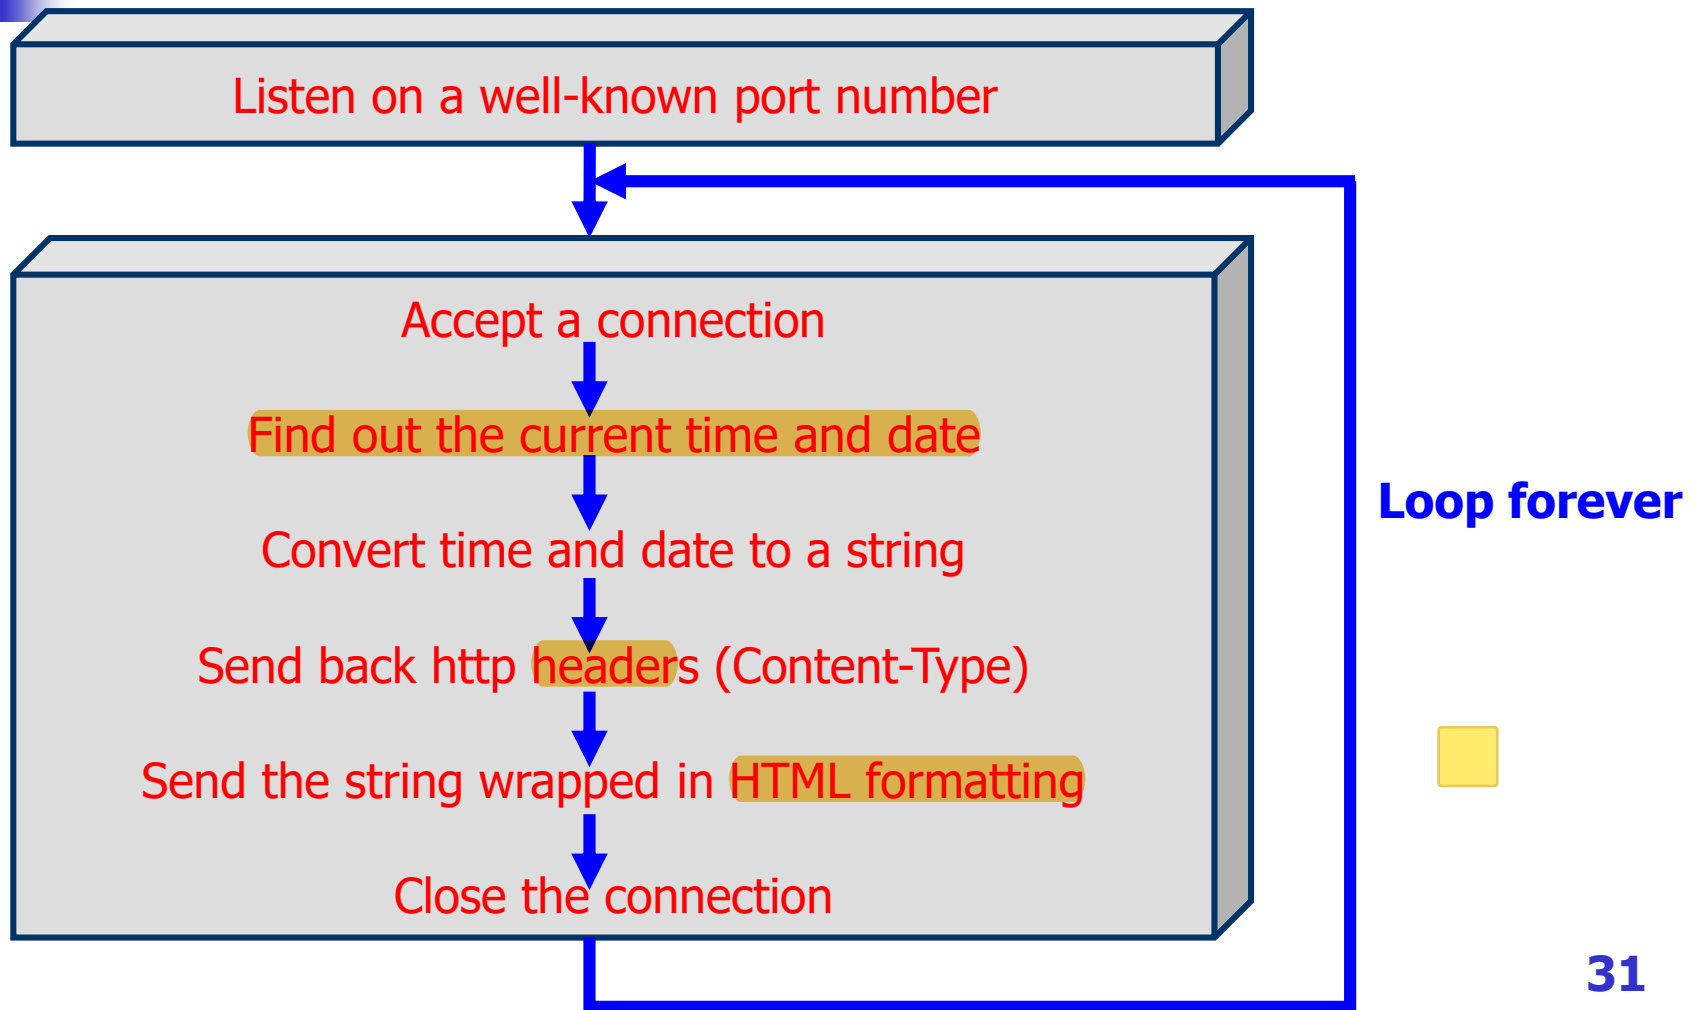 Listen on a well-known port number
Accept a connection
Find out the current time and date
Convert time and date to a string
Loop forever
Send back http headers (Content-Type)
Send the string wrapped in HTML formatting
Close the connection
31